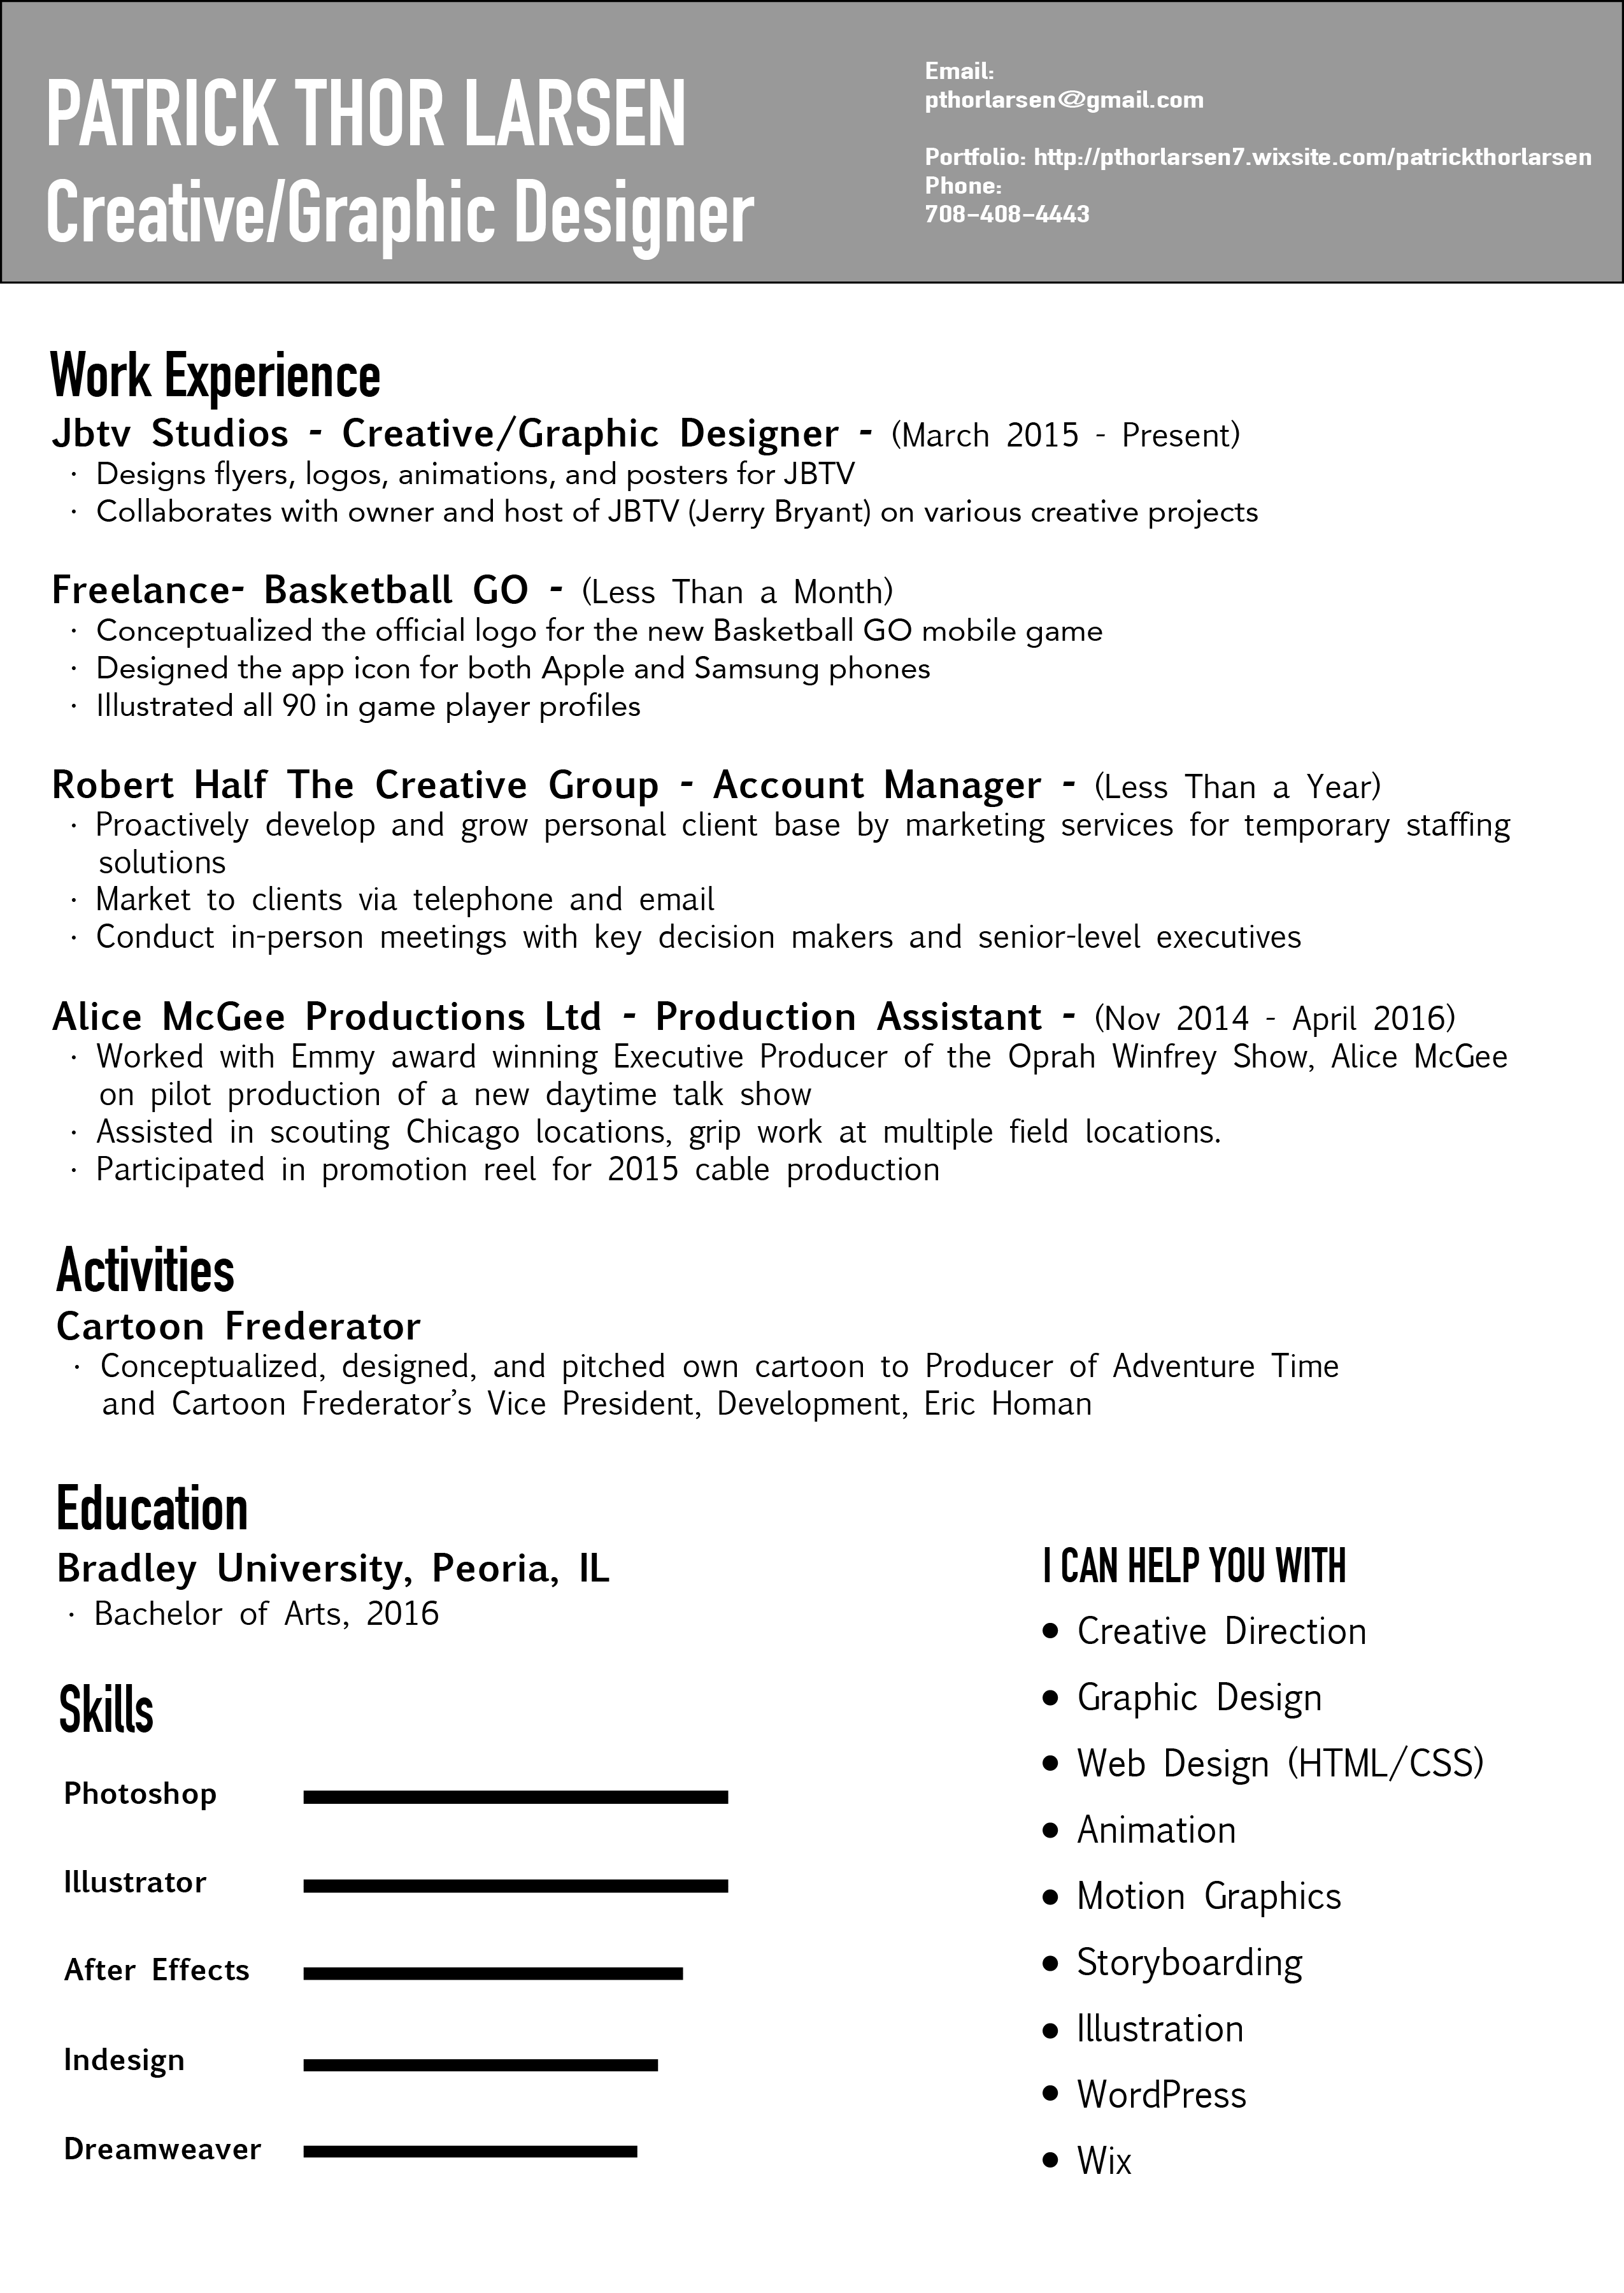 PATRICK THOR LARSEN
Creative/Graphic Designer
Email:
pthorlarsen@gmail.com
Portfolio: http://pthorlarsen7.wixsite.com/patrickthorlarsen
Phone:
708-408-4443
Work Experience
Jbtv Studios - Creative/Graphic Designer - (March 2015 - Present)
· Designs flyers, logos, animations, and posters for JBTV
· Collaborates with owner and host of JBTV (Jerry Bryant) on various creative projects
Freelance- Basketball GO - (Less Than a Month)
· Conceptualized the official logo for the new Basketball GO mobile game
· Designed the app icon for both Apple and Samsung phones
· Illustrated all 90 in game player profiles
Robert Half The Creative Group - Account Manager - (Less Than a Year)
· Proactively develop and grow personal client base by marketing services for temporary staffing
solutions
· Market to clients via telephone and email
· Conduct in-person meetings with key decision makers and senior-level executives
Alice McGee Productions Ltd - Production Assistant - (Nov 2014 - April 2016)
· Worked with Emmy award winning Executive Producer of the Oprah Winfrey Show, Alice McGee
on pilot production of a new daytime talk show
· Assisted in scouting Chicago locations, grip work at multiple field locations.
· Participated in promotion reel for 2015 cable production
Activities
Cartoon Frederator
· Conceptualized, designed, and pitched own cartoon to Producer of Adventure Time
and Cartoon Frederator's Vice President, Development, Eric Homan
Education
Bradley University, Peoria, IL
· Bachelor of Arts, 2016
Skills
Photoshop
Illustrator
After Effects
Indesign
Dreamweaver
I CAN HELP YOU WITH
• Creative Direction
• Graphic Design
• Web Design (HTML/CSS)
• Animation
• Motion Graphics
• Storyboarding
• Illustration
• WordPress
• Wix